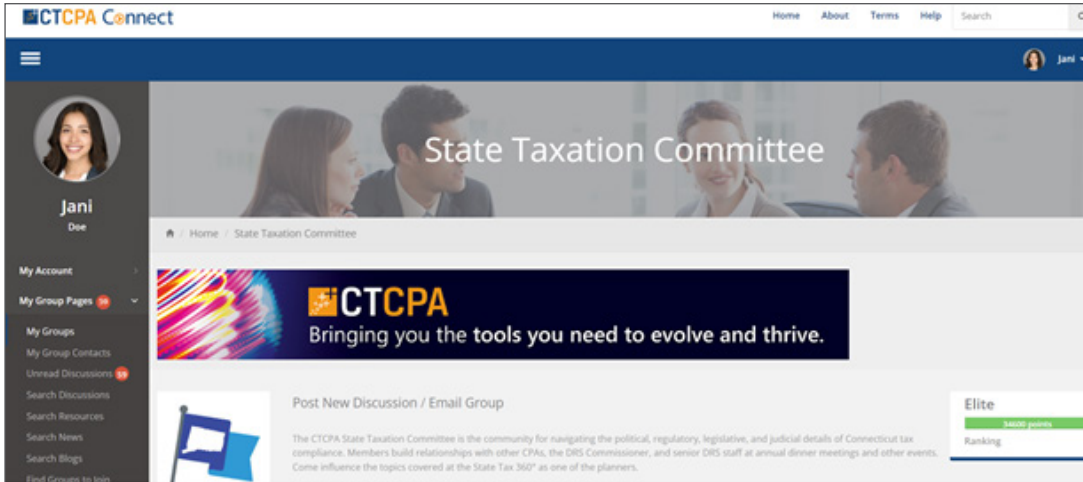 CTCPA Connect
Home About Terms Help Search
Jani
State Taxation Committee
Jani
Doe
Home / State Taxation Committee
My Account
My Group Pages
CTCPA
Bringing you the tools you need to evolve and thrive.
My Groups
My Group Contacts
Unread Discussions 59
Search Discussions
Search Resources
Search News
Search Blogs
Find Groups to Join
Post New Discussion / Email Group
The CTCPA State Taxation Committee is the community for navigating the political, regulatory, legislative, and judicial details of Connecticut tax
compliance. Members build relationships with other CPAs, the DRS Commissioner, and senior DRS staff at annual dinner meetings and other events.
Come influence the topics covered at the State Tax 360° as one of the planners.
Elite
34600 points
Ranking